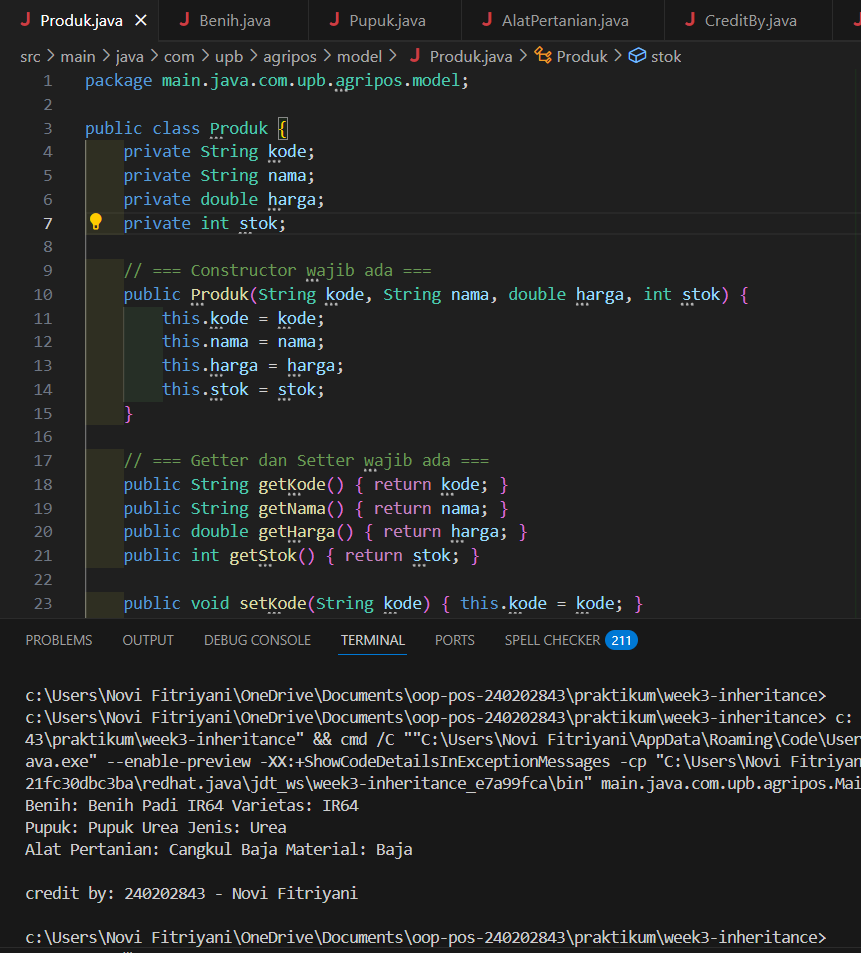 Produk.java Benih.java Pupuk.java AlatPertanian.java CreditBy.java
src > main > java > com > upb > agripos > model > Produk.java > Produk > stok
1 package main.java.com.upb.agripos.model;
2
3 public class Produk {
4 private String kode;
5 private String nama;
6 private double harga;
7 private int stok;
8
9 // === Constructor wajib ada ===
10 public Produk(String kode, String nama, double harga, int stok) {
11 this.kode = kode;
12 this.nama = nama;
13 this.harga = harga;
14 this.stok = stok;
15 }
16
17 // === Getter dan Setter wajib ada ===
18 public String getKode() { return kode; }
19 public String getNama() { return nama; }
20 public double getHarga() { return harga; }
21 public int getStok() { return stok; }
22
23 public void setKode(String kode) { this.kode = kode; }
PROBLEMS OUTPUT DEBUG CONSOLE TERMINAL PORTS SPELL CHECKER 211
c:\Users\Novi Fitriyani\OneDrive\Documents\oop-pos-240202843\praktikum\week3-inheritance>
c:\Users\Novi Fitriyani\OneDrive\Documents\oop-pos-240202843\praktikum\week3-inheritance> c:
43\praktikum\week3-inheritance" && cmd /C ""C:\Users\Novi Fitriyani\AppData\Roaming\Code\User
ava.exe" --enable-preview -XX:+ShowCodeDetailsInExceptionMessages -cp "C:\Users\Novi Fitriyan
21fc30dbc3ba\redhat.java\jdt_ws\week3-inheritance_e7a99fca\bin" main.java.com.upb.agripos.Mai
Benih: Benih Padi IR64 Varietas: IR64
Pupuk: Pupuk Urea Jenis: Urea
Alat Pertanian: Cangkul Baja Material: Baja
credit by: 240202843 - Novi Fitriyani
c:\Users\Novi Fitriyani\OneDrive\Documents\oop-pos-240202843\praktikum\week3-inheritance>